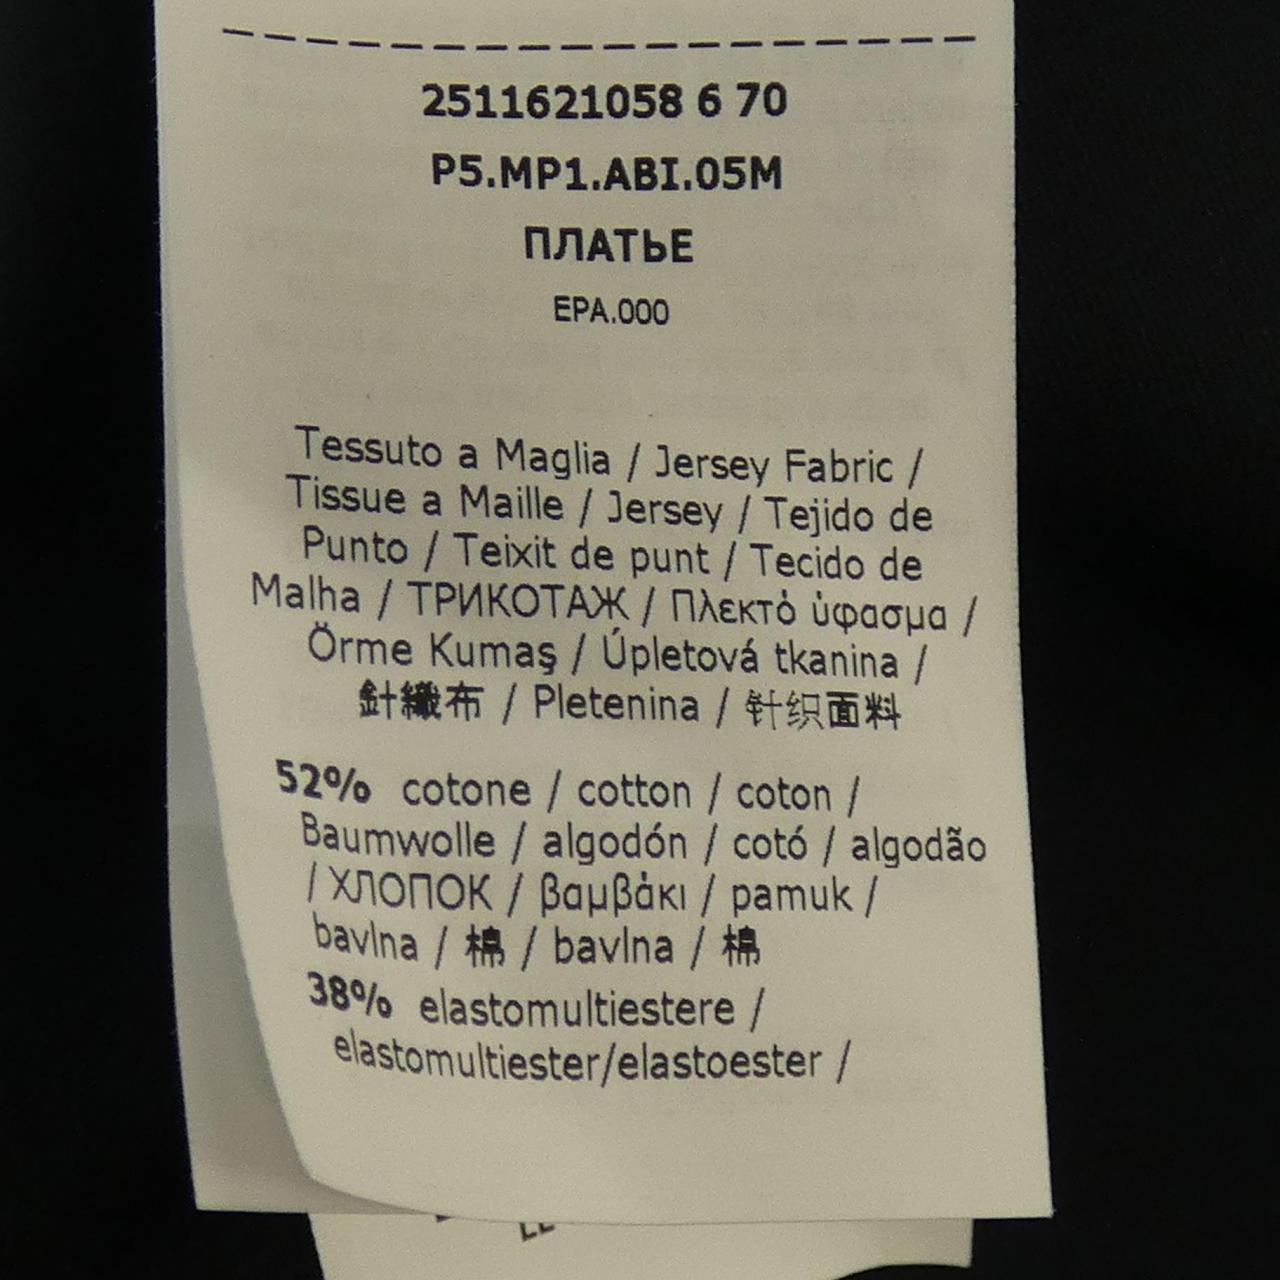 2511621058 6 70
P5.MP1.ABI.05M
ПЛАТЬЕ
EPA.000
Tessuto a Maglia / Jersey Fabric /
Tissue a Maille / Jersey / Tejido de
Punto / Teixit de punt / Tecido de
Malha / ТРИКОТАЖ / Πλεκτό ύφασμα /
Örme Kumaş / Úpletová tkanina /
針織布 / Pletenina / 针织面料
52% cotone / cotton / coton /
Baumwolle / algodón / cotó / algodão
/ ХЛОПОК / βαμβάκι / pamuk /
bavlna / 棉 / bavlna / 棉
38% elastomultiestere /
elastomultiester/elastoester /